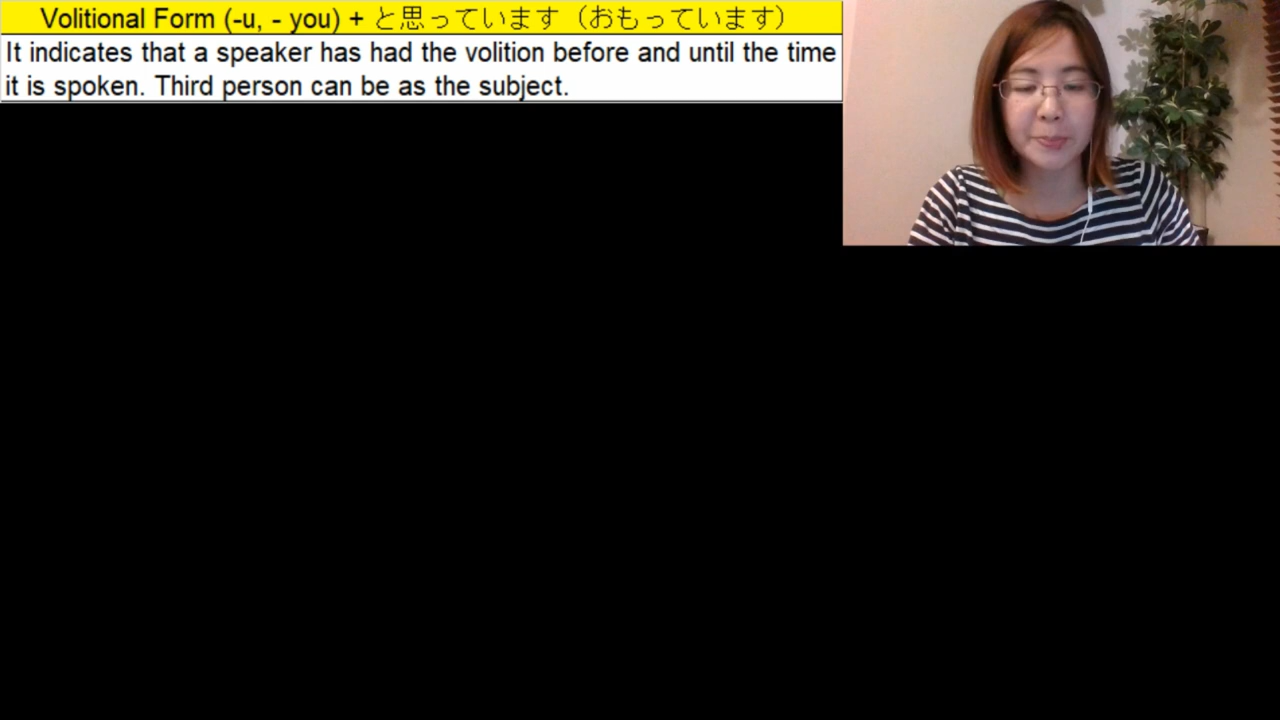 Volitional Form (-u, - you) + と思っています（おもっています）
It indicates that a speaker has had the volition before and until the time
it is spoken. Third person can be as the subject.